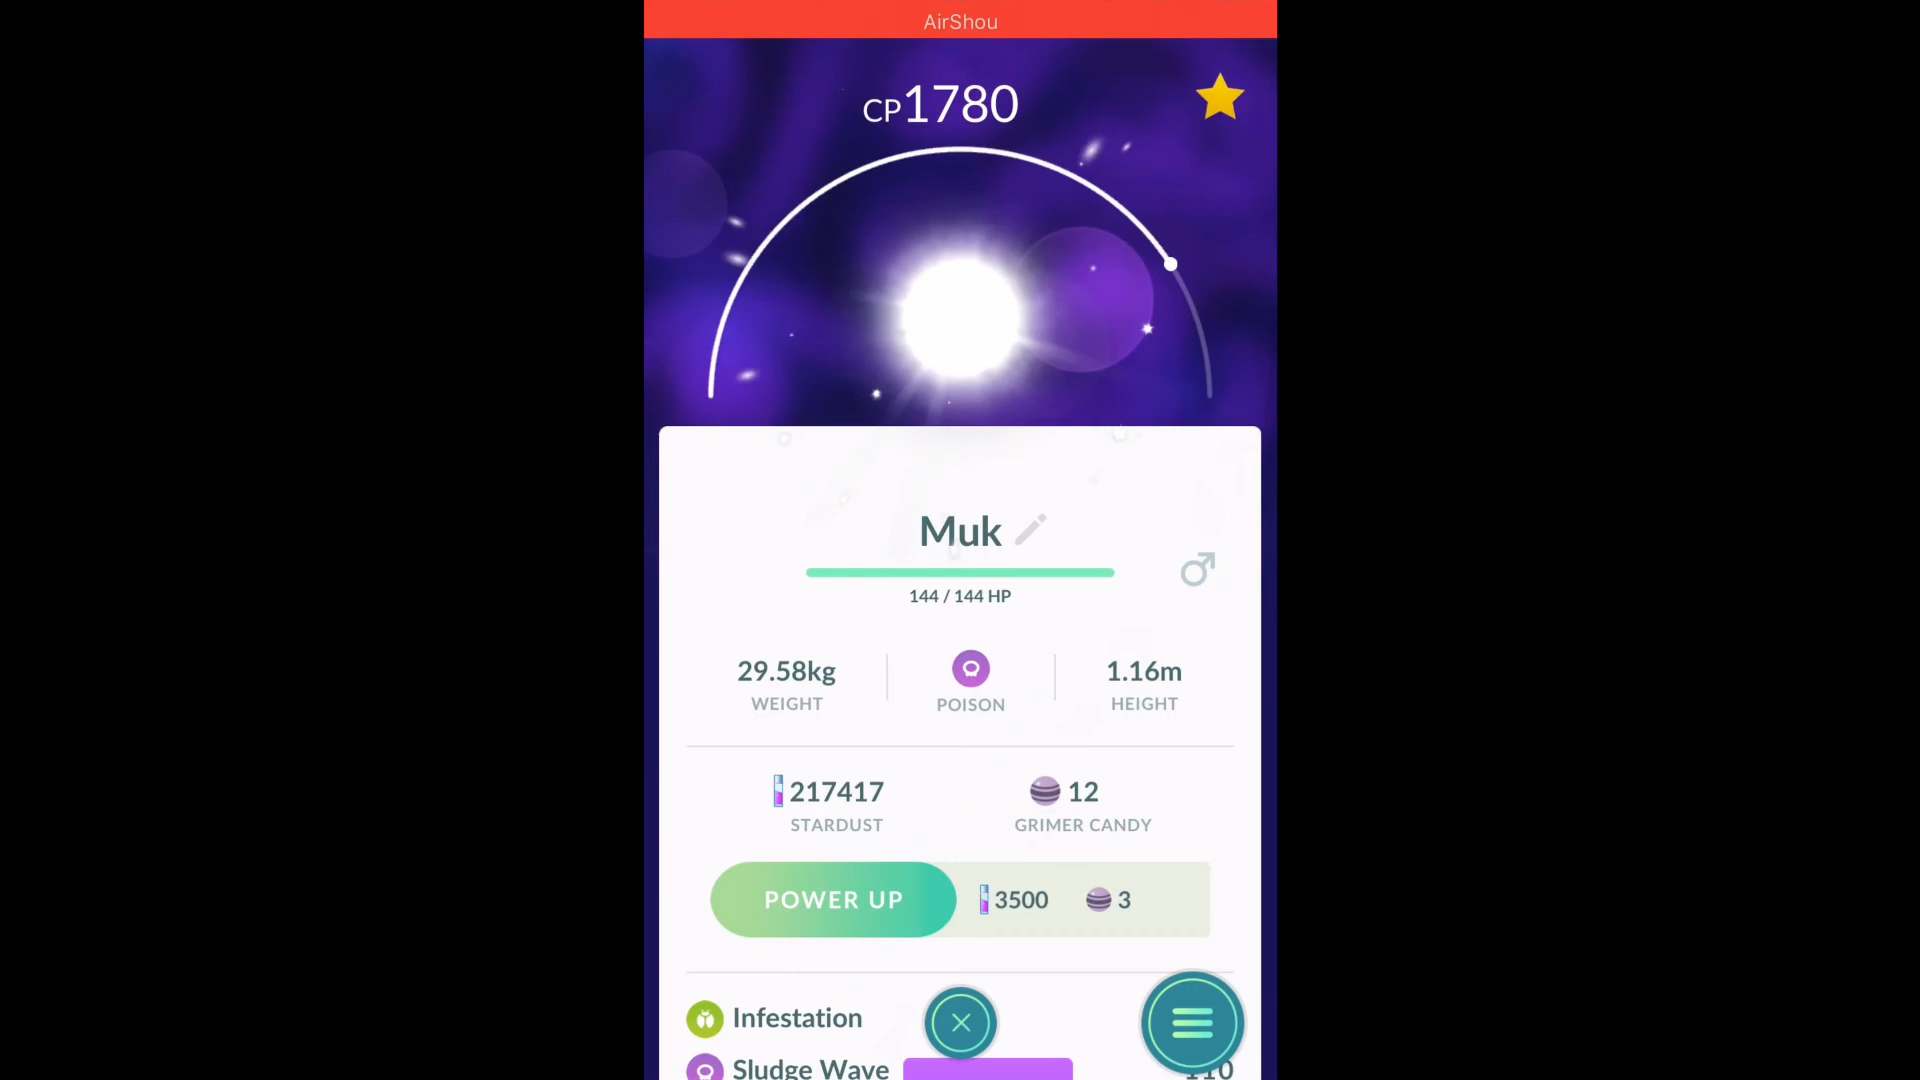 AirShou
CP1780
Muk
144 / 144 HP
29.58kg
WEIGHT
POISON
1.16m
HEIGHT
217417
STARDUST
12
GRIMER CANDY
POWER UP
3500
3
Infestation
Sludge Wave
110